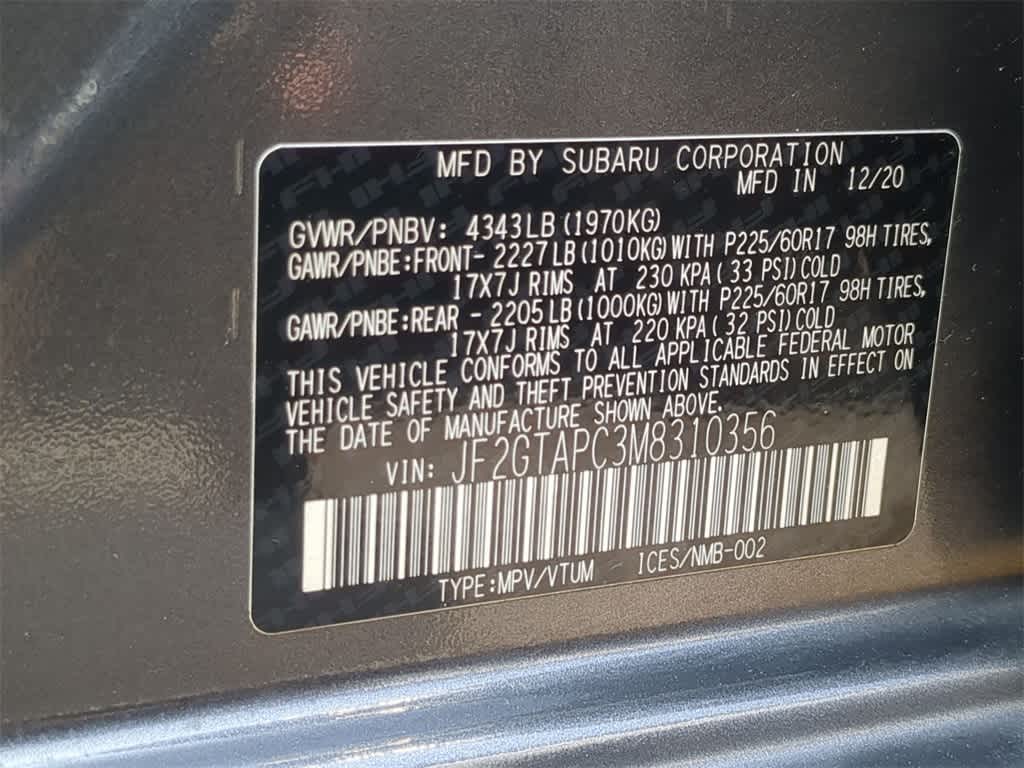 MFD BY SUBARU CORPORATION
MFD IN 12/20
GVWR/PNBV: 4343LB (1970KG)
GAWR/PNBE:FRONT- 2227LB (1010KG) WITH P225/60R17 98H TIRES,
17X7J RIMS AT 230 KPA ( 33 PSI) COLD
GAWR/PNBE:REAR - 2205LB (1000KG) WITH P225/60R17 98H TIRES,
17X7J RIMS AT 220 KPA ( 32 PSI) COLD
THIS VEHICLE CONFORMS TO ALL APPLICABLE FEDERAL MOTOR
VEHICLE SAFETY AND THEFT PREVENTION STANDARDS IN EFFECT ON
THE DATE OF MANUFACTURE SHOWN ABOVE.
VIN: JF2GTAPC3M8310356
TYPE:MPV/VTUM ICES/NMB-002